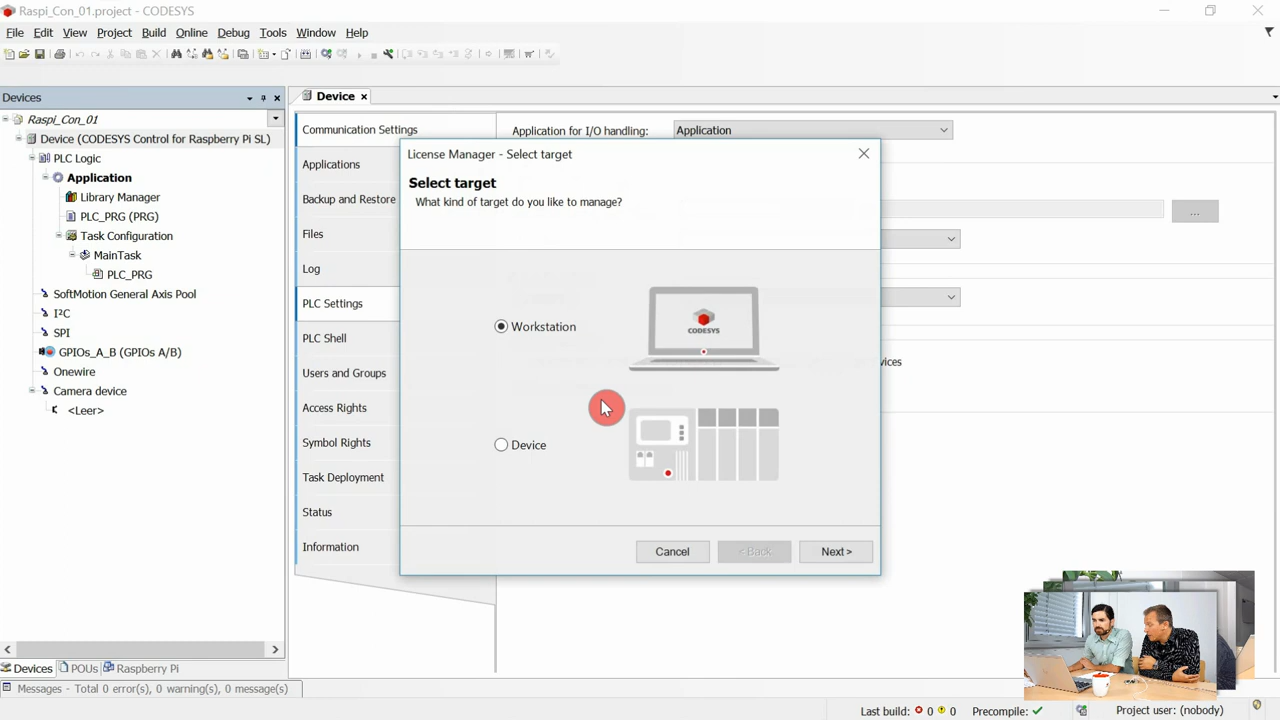 Raspi_Con_01.project - CODESYS
File Edit View Project Build Online Debug Tools Window Help
Devices
Raspi_Con_01
Device (CODESYS Control for Raspberry Pi SL)
PLC Logic
Application
Library Manager
PLC_PRG (PRG)
Task Configuration
MainTask
PLC_PRG
SoftMotion General Axis Pool
I²C
SPI
GPIOs_A_B (GPIOs A/B)
Onewire
Camera device
<Leer>
Devices POUs Raspberry Pi
Device
Communication Settings
Applications
Backup and Restore
Files
Log
PLC Settings
PLC Shell
Users and Groups
Access Rights
Symbol Rights
Task Deployment
Status
Information
Application for I/O handling: Application
...
License Manager - Select target
Select target
What kind of target do you like to manage?
Workstation
CODESYS
Device
Cancel < Back Next >
Messages - Total 0 error(s), 0 warning(s), 0 message(s)
Last build: 0 0 Precompile: Project user: (nobody)